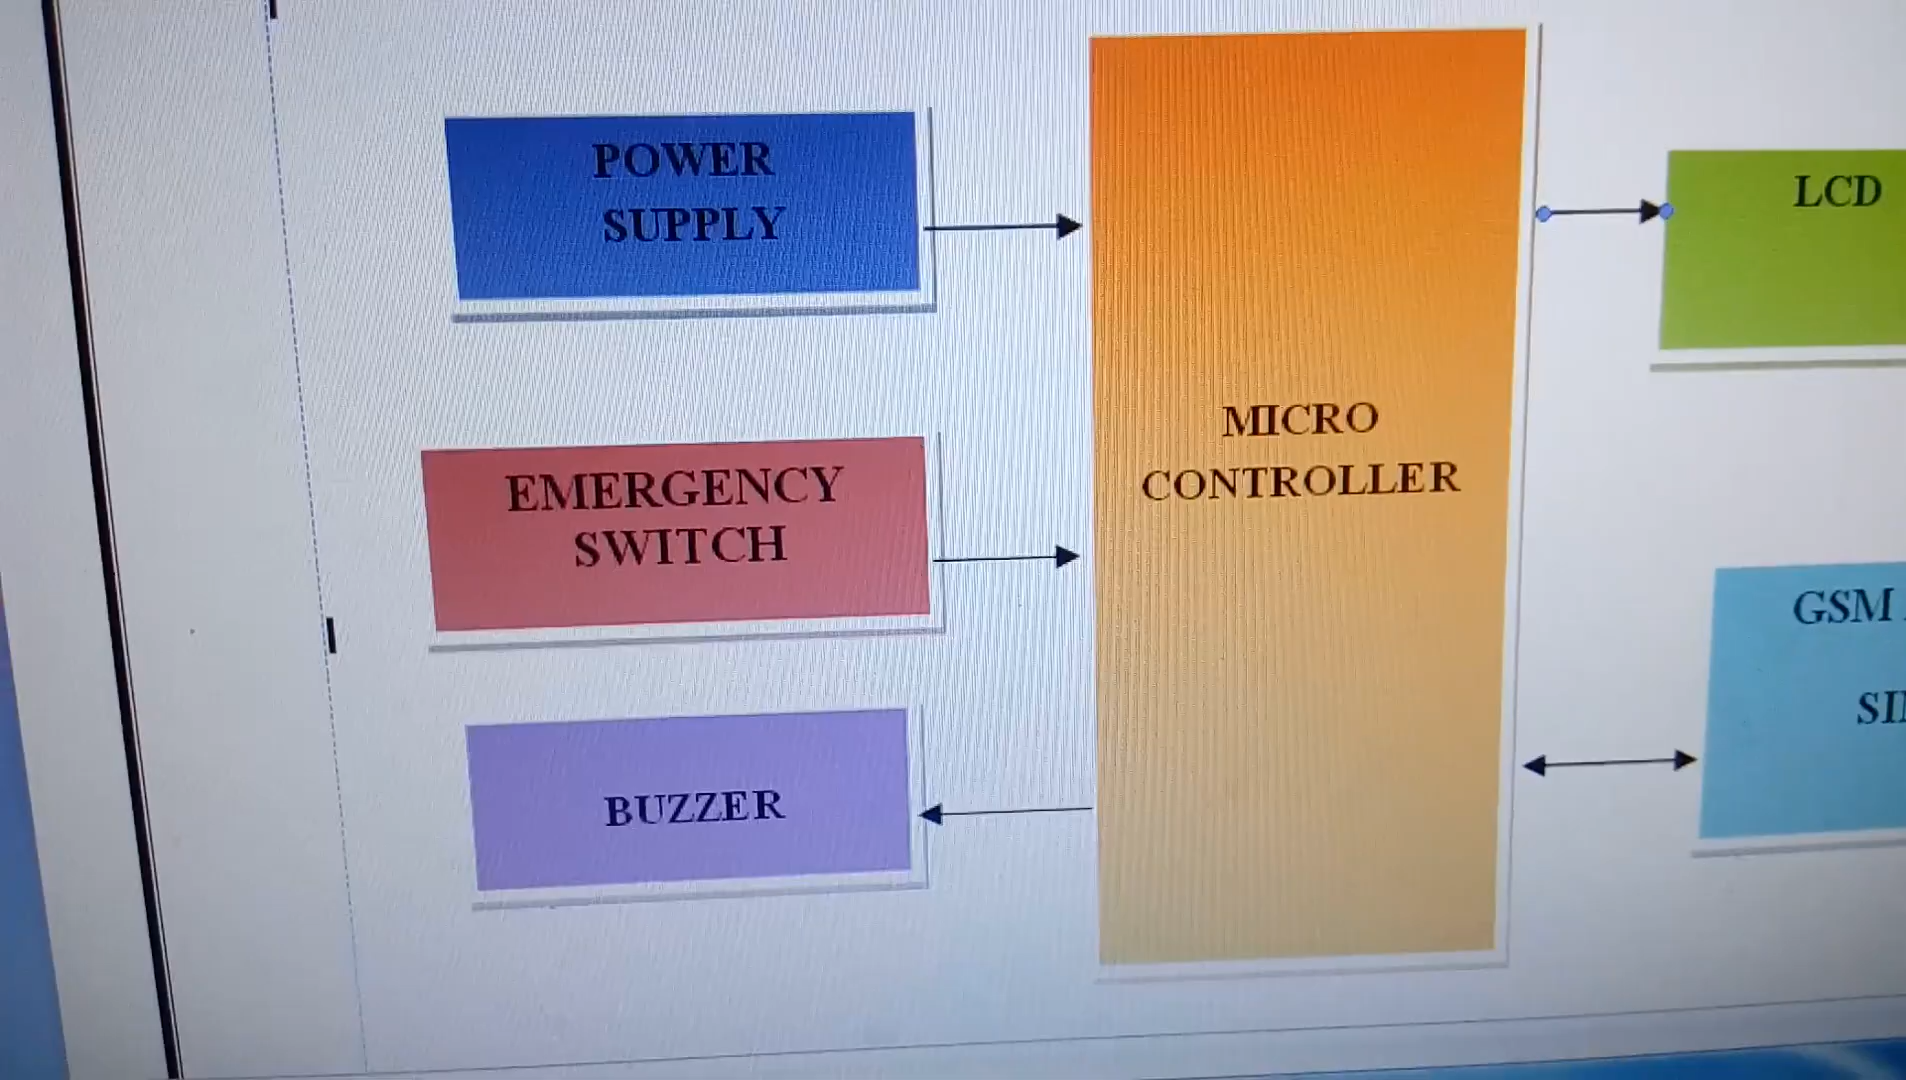 POWER
SUPPLY
EMERGENCY
SWITCH
BUZZER
MICRO
CONTROLLER
LCD
GSM